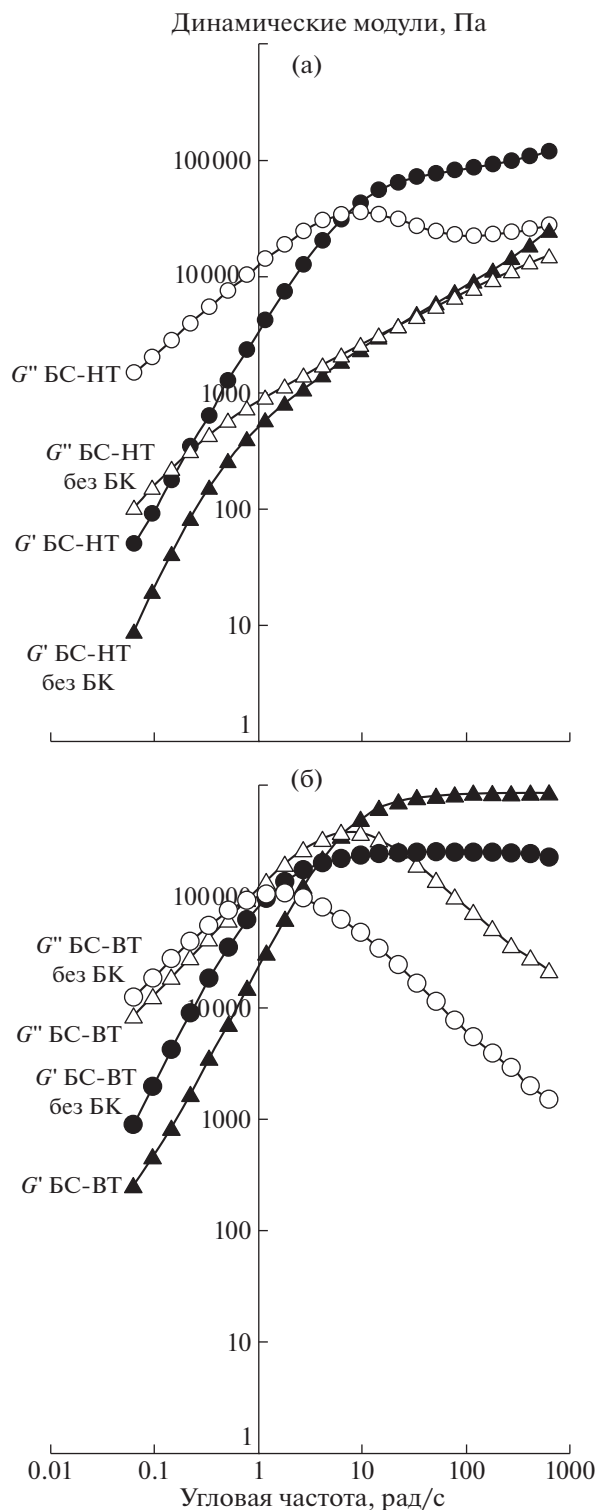 Динамические модули, Па
(а)
100000
10000
G'' БС-НТ
1000
G'' БС-НТ
без БК
100
G' БС-НТ
10
G' БС-НТ
без БК
1
(б)
100000
G'' БС-ВТ
без БК
10000
G'' БС-ВТ
G' БС-ВТ
без БК
1000
G' БС-ВТ
100
10
1
0.01 0.1 1 10 100 1000
Угловая частота, рад/с